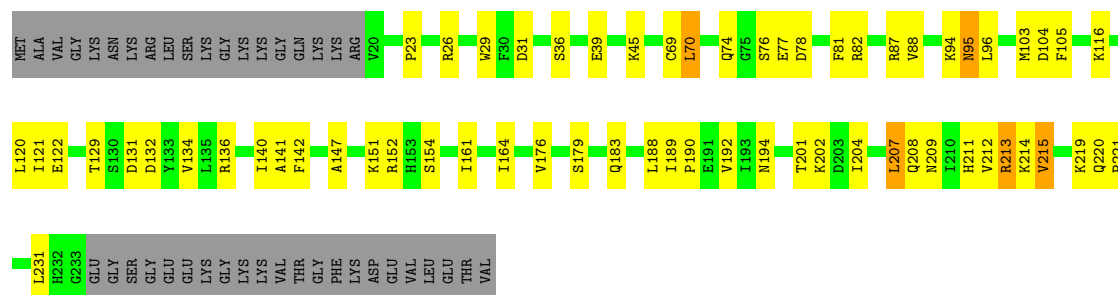 MET ALA VAL GLY LYS ASN LYS ARG LEU SER LYS GLY LYS LYS GLY GLN LYS LYS ARG V20 P23 R26 W29 F30 D31 S36 E39 K45 C69 L70 Q74 G75 S76 E77 D78 F81 R82 R87 V88 K94 N95 L96 M103 D104 F105 K116
L120 I121 E122 T129 S130 D131 D132 Y133 V134 L135 R136 I140 A141 F142 A147 K151 R152 H153 S154 I161 I164 V176 S179 Q183 L188 I189 P190 E191 V192 I193 N194 T201 K202 D203 I204 L207 Q208 N209 I210 H211 V212 R213 K214 V215 K219 Q220
L231 H232 G233 GLU GLY SER GLY GLU GLU LYS GLY LYS LYS VAL THR GLY PHE LYS ASP GLU VAL LEU GLU THR VAL